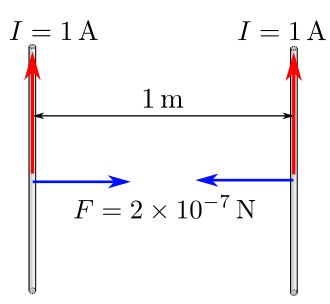 I = 1 A
I = 1 A
1 m
F = 2 × 10⁻⁷ N